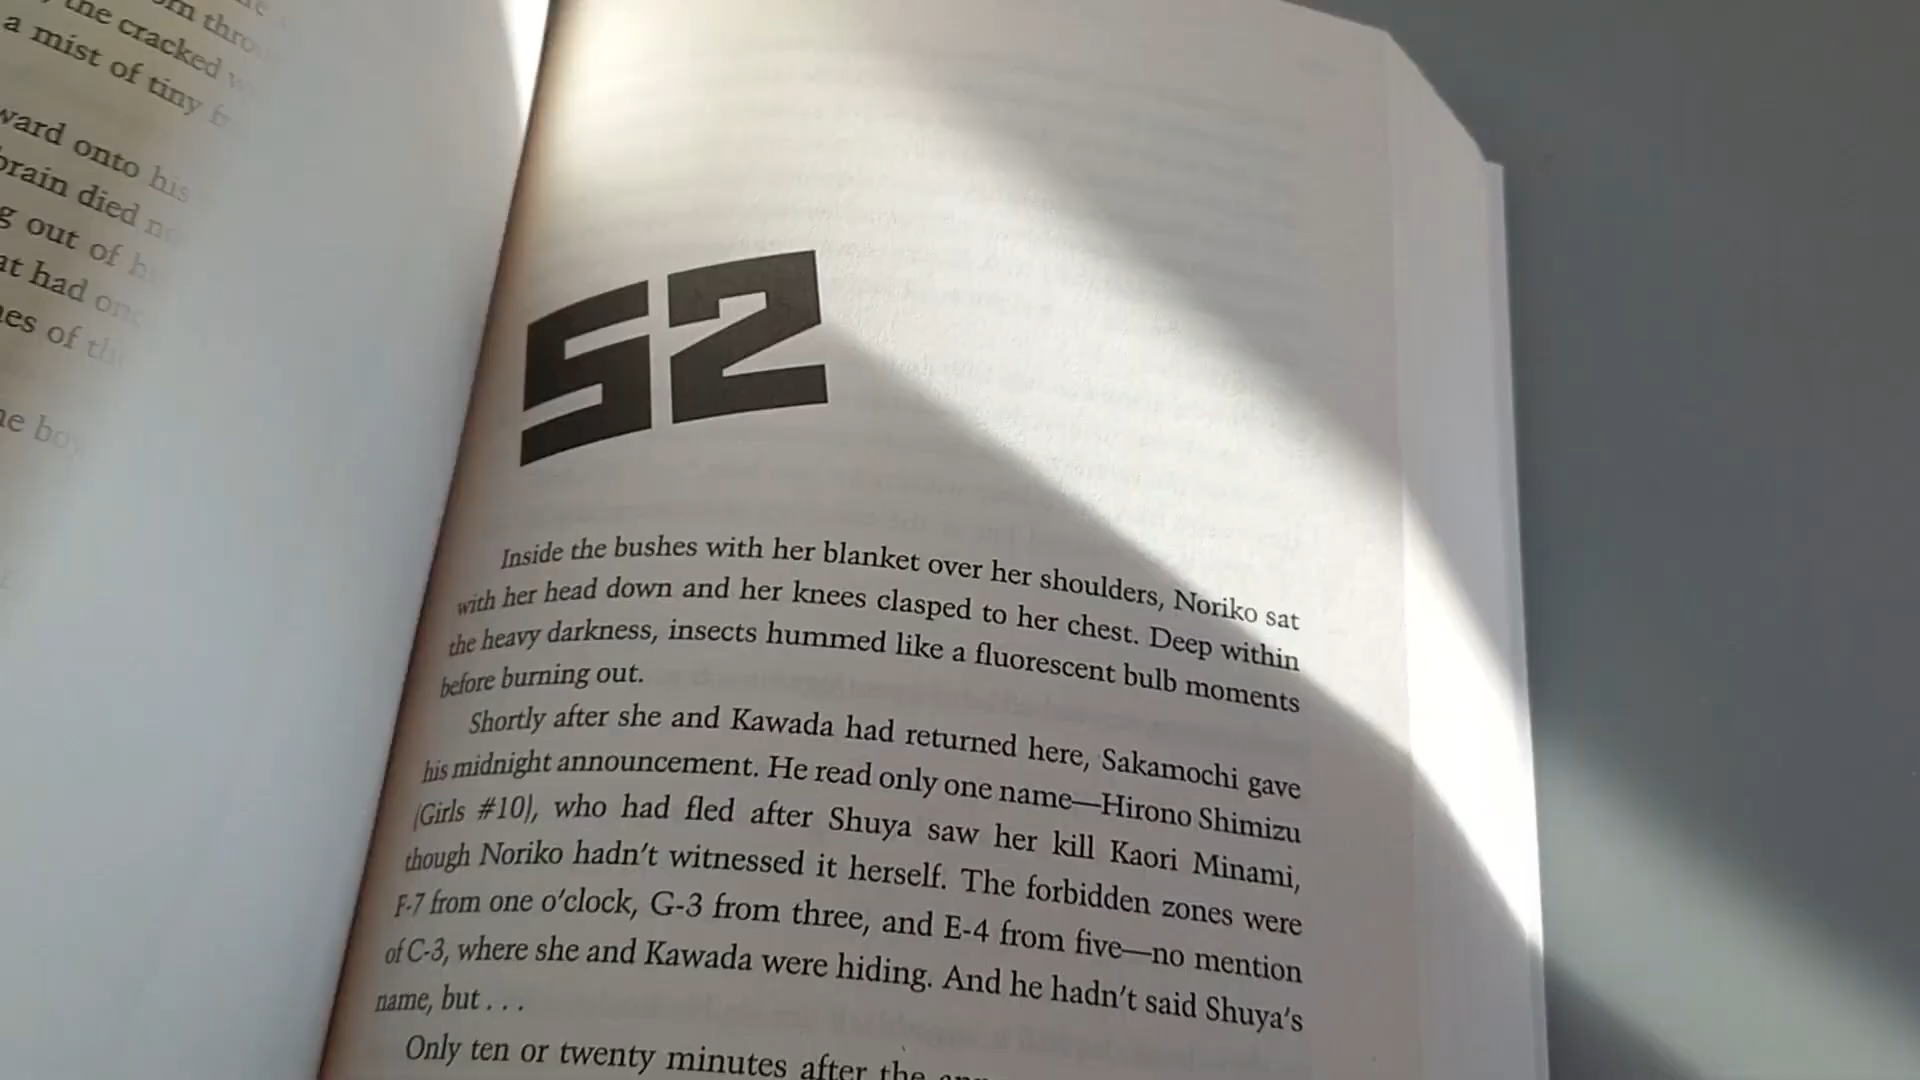 the cracked
a mist of tiny
onto his
brain died
out of
at had
of the
52
Inside the bushes with her blanket over her shoulders, Noriko sat
with her head down and her knees clasped to her chest. Deep within
the heavy darkness, insects hummed like a fluorescent bulb moments
before burning out.
Shortly after she and Kawada had returned here, Sakamochi gave
his midnight announcement. He read only one name—Hirono Shimizu
(Girls #10), who had fled after Shuya saw her kill Kaori Minami,
though Noriko hadn't witnessed it herself. The forbidden zones were
F-7 from one o'clock, G-3 from three, and E-4 from five—no mention
of C-3, where she and Kawada were hiding. And he hadn't said Shuya's
name, but . . .
Only ten or twenty minutes after the